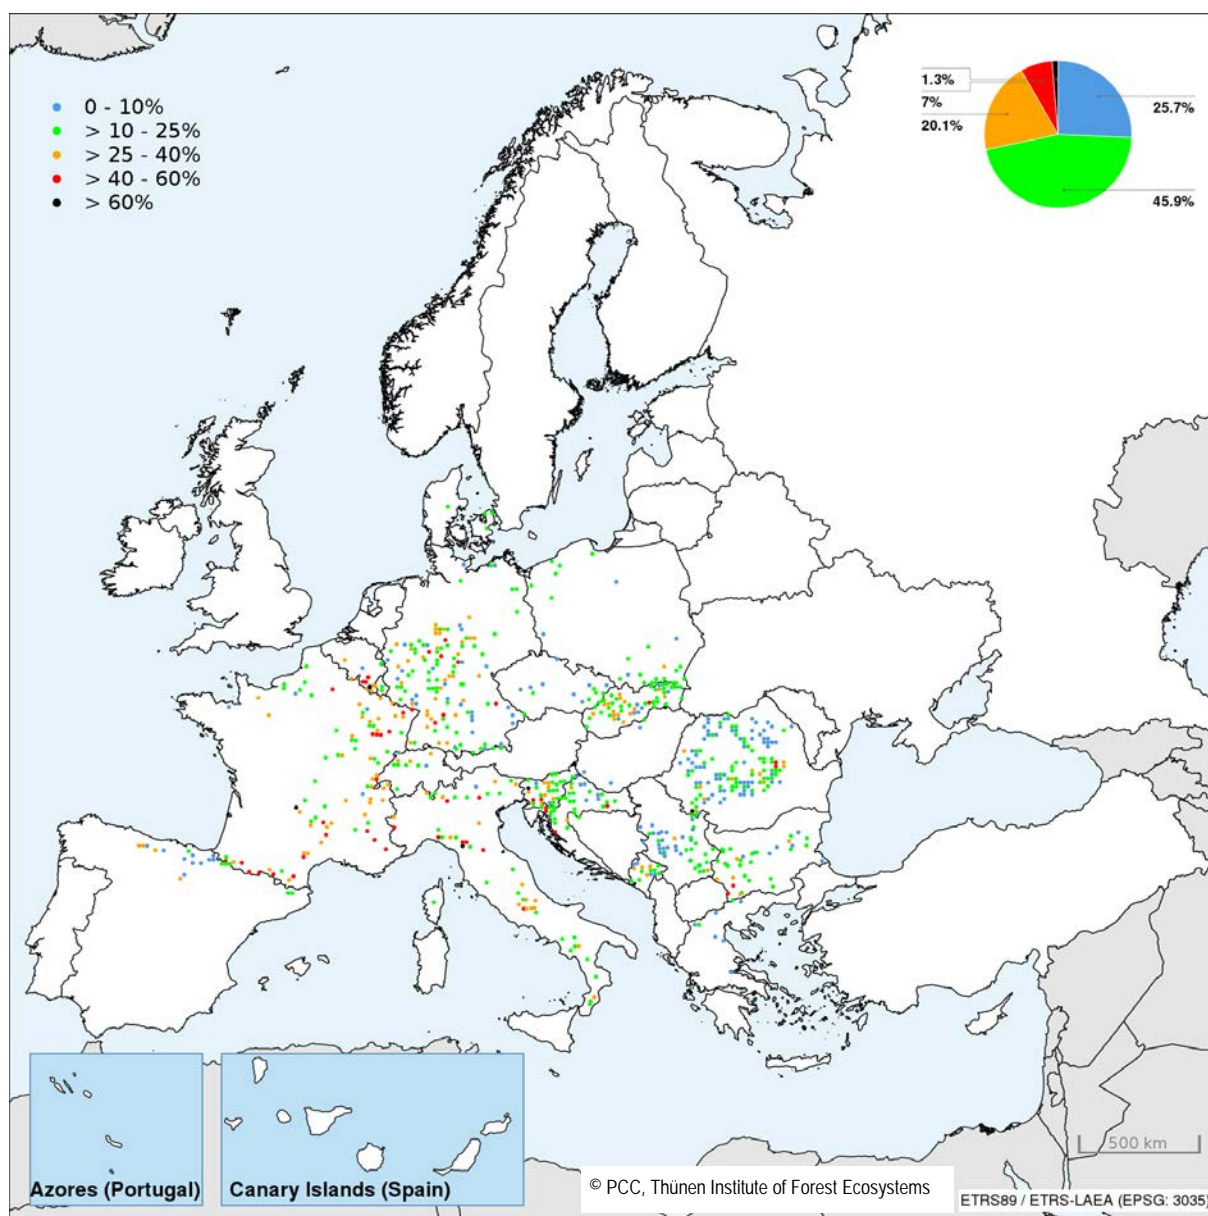 0 - 10%
> 10 - 25%
> 25 - 40%
> 40 - 60%
> 60%
1.3%
7%
20.1%
25.7%
45.9%
500 km
Azores (Portugal)
Canary Islands (Spain)
© PCC, Thünen Institute of Forest Ecosystems
ETRS89 / ETRS-LAEA (EPSG: 3035)